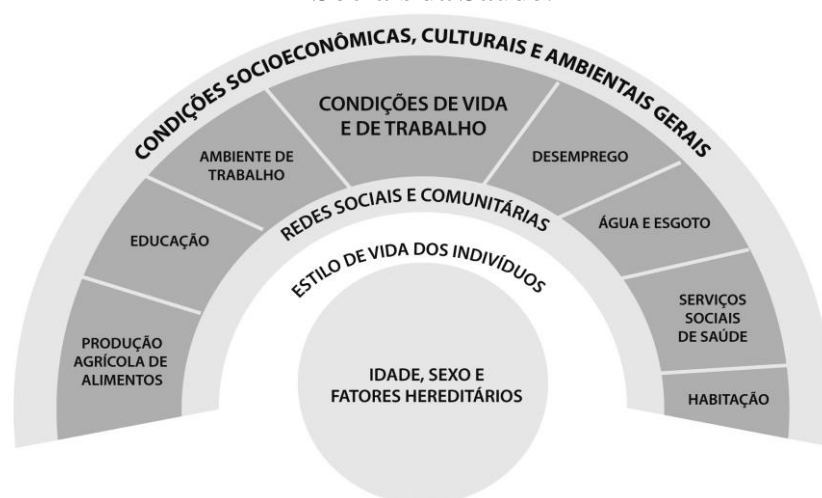 CONDIÇÕES SOCIOECONÔMICAS, CULTURAIS E AMBIENTAIS GERAIS
CONDIÇÕES DE VIDA
E DE TRABALHO
AMBIENTE DE
TRABALHO
DESEMPREGO
EDUCAÇÃO
ÁGUA E ESGOTO
PRODUÇÃO
AGRÍCOLA DE
ALIMENTOS
SERVIÇOS
SOCIAIS
DE SAÚDE
HABITAÇÃO
REDES SOCIAIS E COMUNITÁRIAS
ESTILO DE VIDA DOS INDIVÍDUOS
IDADE, SEXO E
FATORES HEREDITÁRIOS